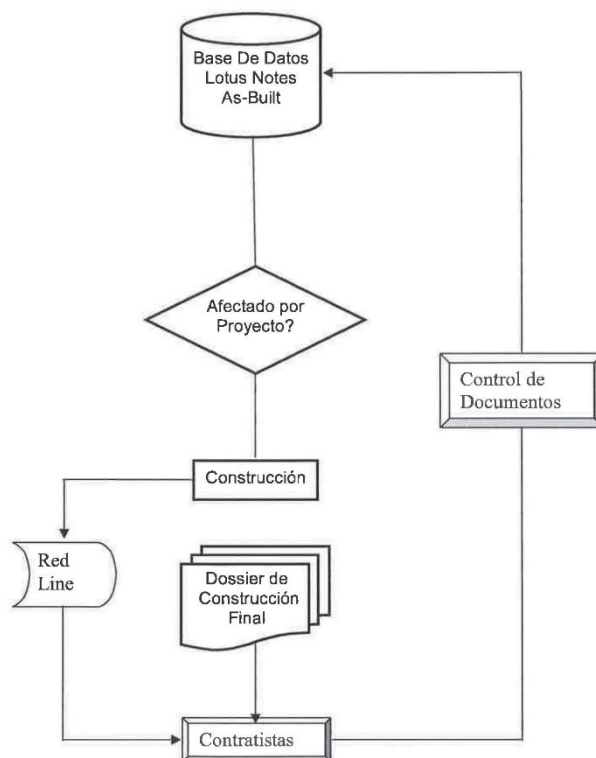 Base De Datos
Lotus Notes
As-Built
Afectado por
Proyecto?
Control de
Documentos
Construcción
Red
Line
Dossier de
Construcción
Final
Contratistas